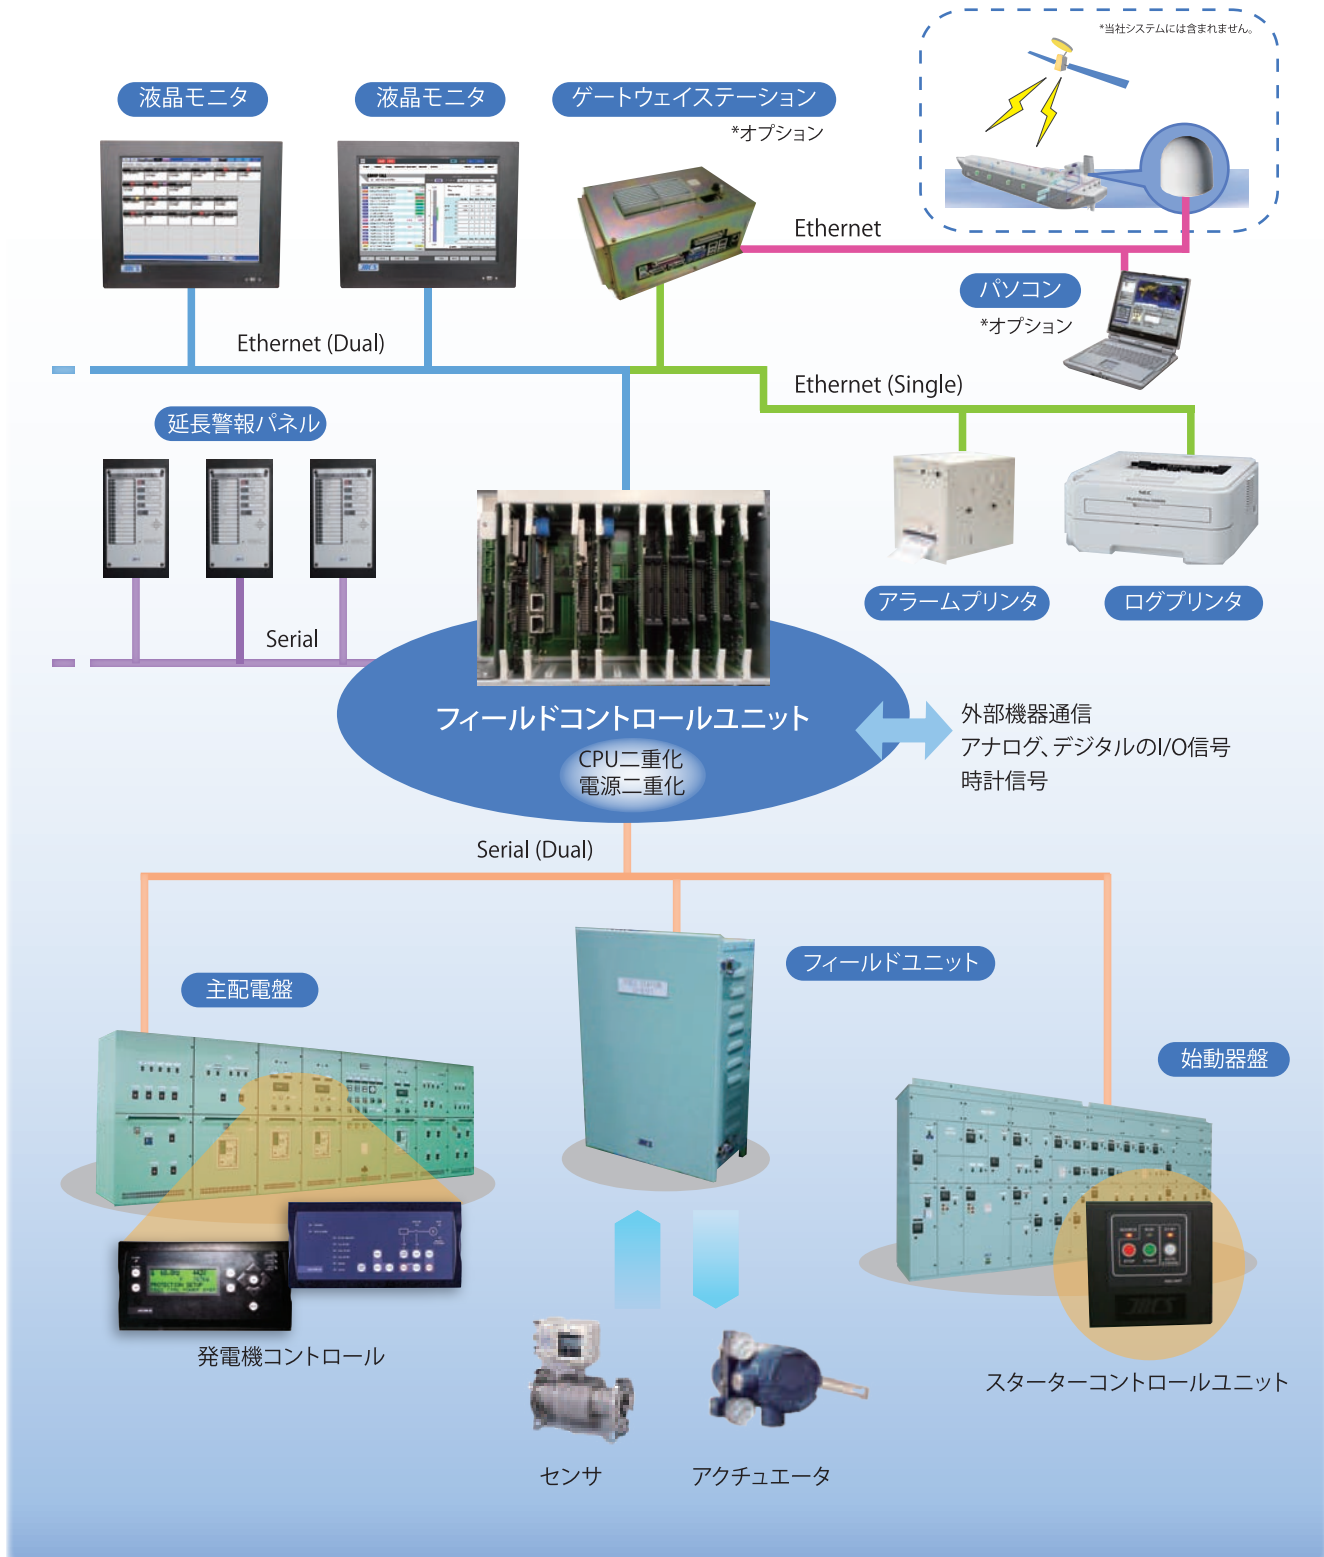 *当社システムには含まれません。
液晶モニタ
液晶モニタ
ゲートウェイステーション
*オプション
Ethernet
パソコン
*オプション
Ethernet (Dual)
Ethernet (Single)
延長警報パネル
NEC
アラームプリンタ
ログプリンタ
Serial
フィールドコントロールユニット
CPU二重化
電源二重化
外部機器通信
アナログ、デジタルのI/O信号
時計信号
Serial (Dual)
フィールドユニット
主配電盤
始動器盤
JRCS
発電機コントロール
スターターコントロールユニット
センサ
アクチュエータ